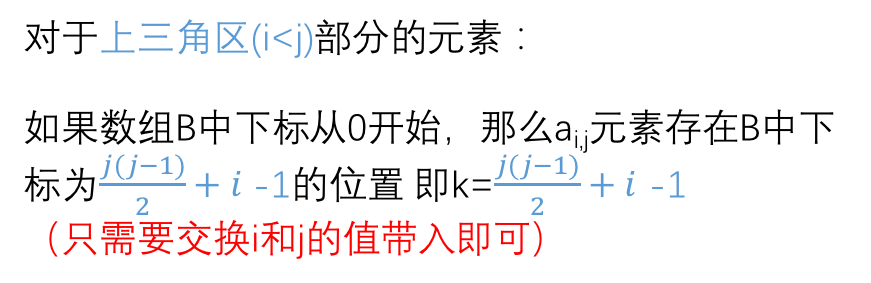 对于上三角区(i<j)部分的元素：
如果数组B中下标从0开始，那么a_{i,j}元素存在B中下
标为\frac{j(j-1)}{2}+i-1的位置 即k=\frac{j(j-1)}{2}+i-1
（只需要交换i和j的值带入即可）